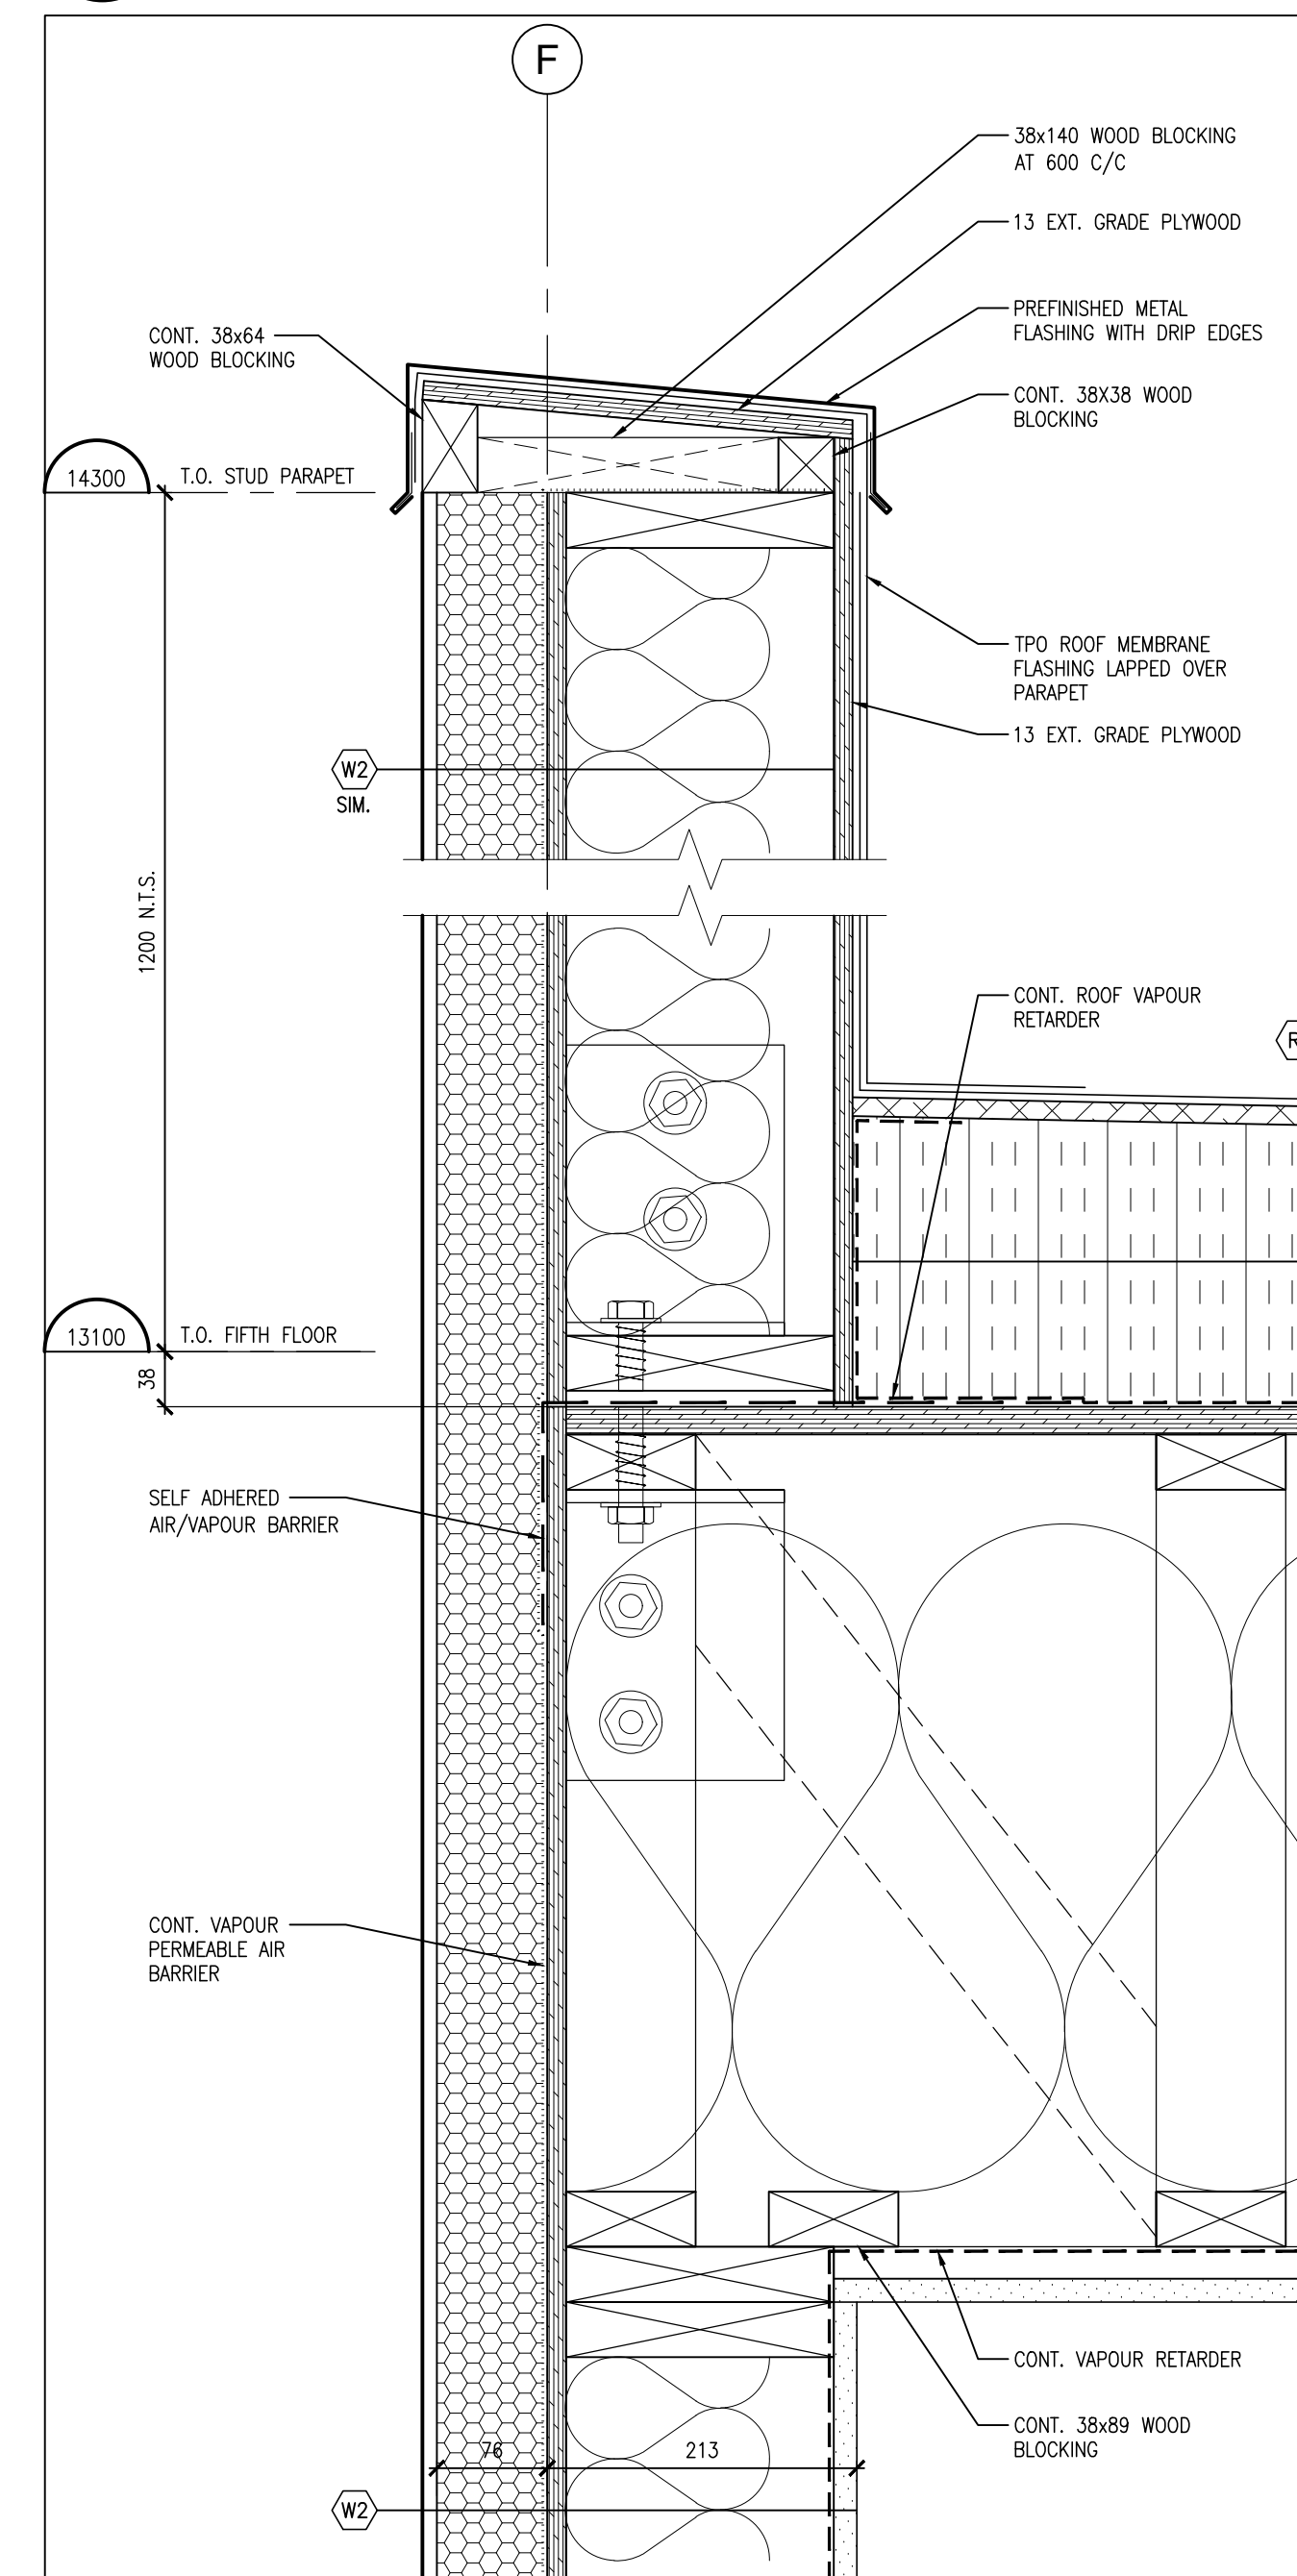 F
38x140 WOOD BLOCKING
AT 600 C/C
13 EXT. GRADE PLYWOOD
PREFINISHED METAL
FLASHING WITH DRIP EDGES
CONT. 38x64
WOOD BLOCKING
CONT. 38X38 WOOD
BLOCKING
14300
T.O. STUD PARAPET
TPO ROOF MEMBRANE
FLASHING LAPPED OVER
PARAPET
13 EXT. GRADE PLYWOOD
W2
SIM.
1200 N.T.S.
CONT. ROOF VAPOUR
RETARDER
R
13100
T.O. FIFTH FLOOR
38
SELF ADHERED
AIR/VAPOUR BARRIER
CONT. VAPOUR
PERMEABLE AIR
BARRIER
CONT. VAPOUR RETARDER
CONT. 38x89 WOOD
BLOCKING
76
213
W2